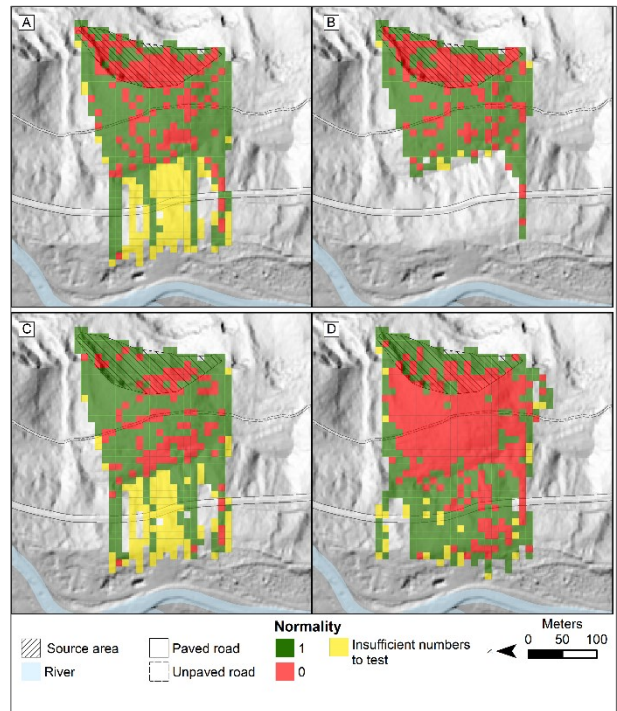 A
B
C
D
Normality
Meters
Source area
Paved road
1
Insufficient numbers
to test
0 50 100
River
Unpaved road
0